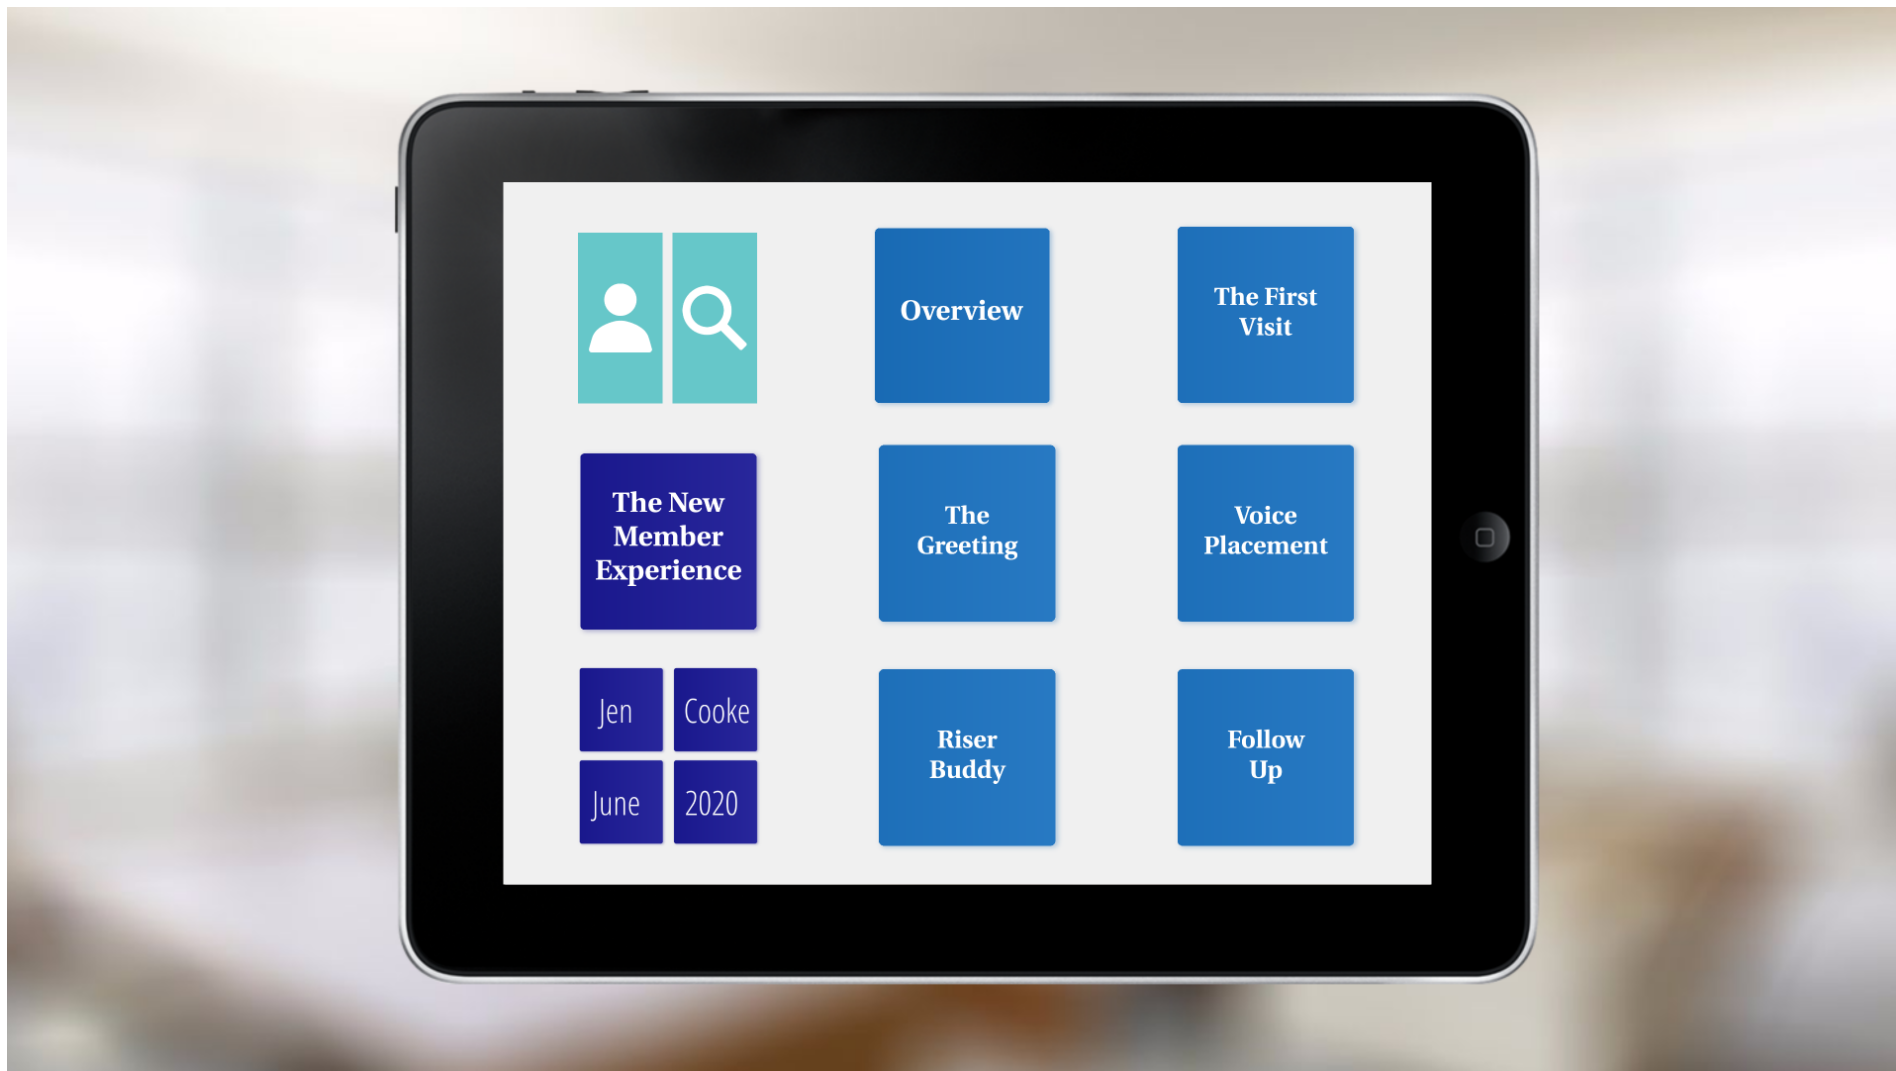 Overview
The First
Visit
The New
Member
Experience
The
Greeting
Voice
Placement
Jen
Cooke
June
2020
Riser
Buddy
Follow
Up